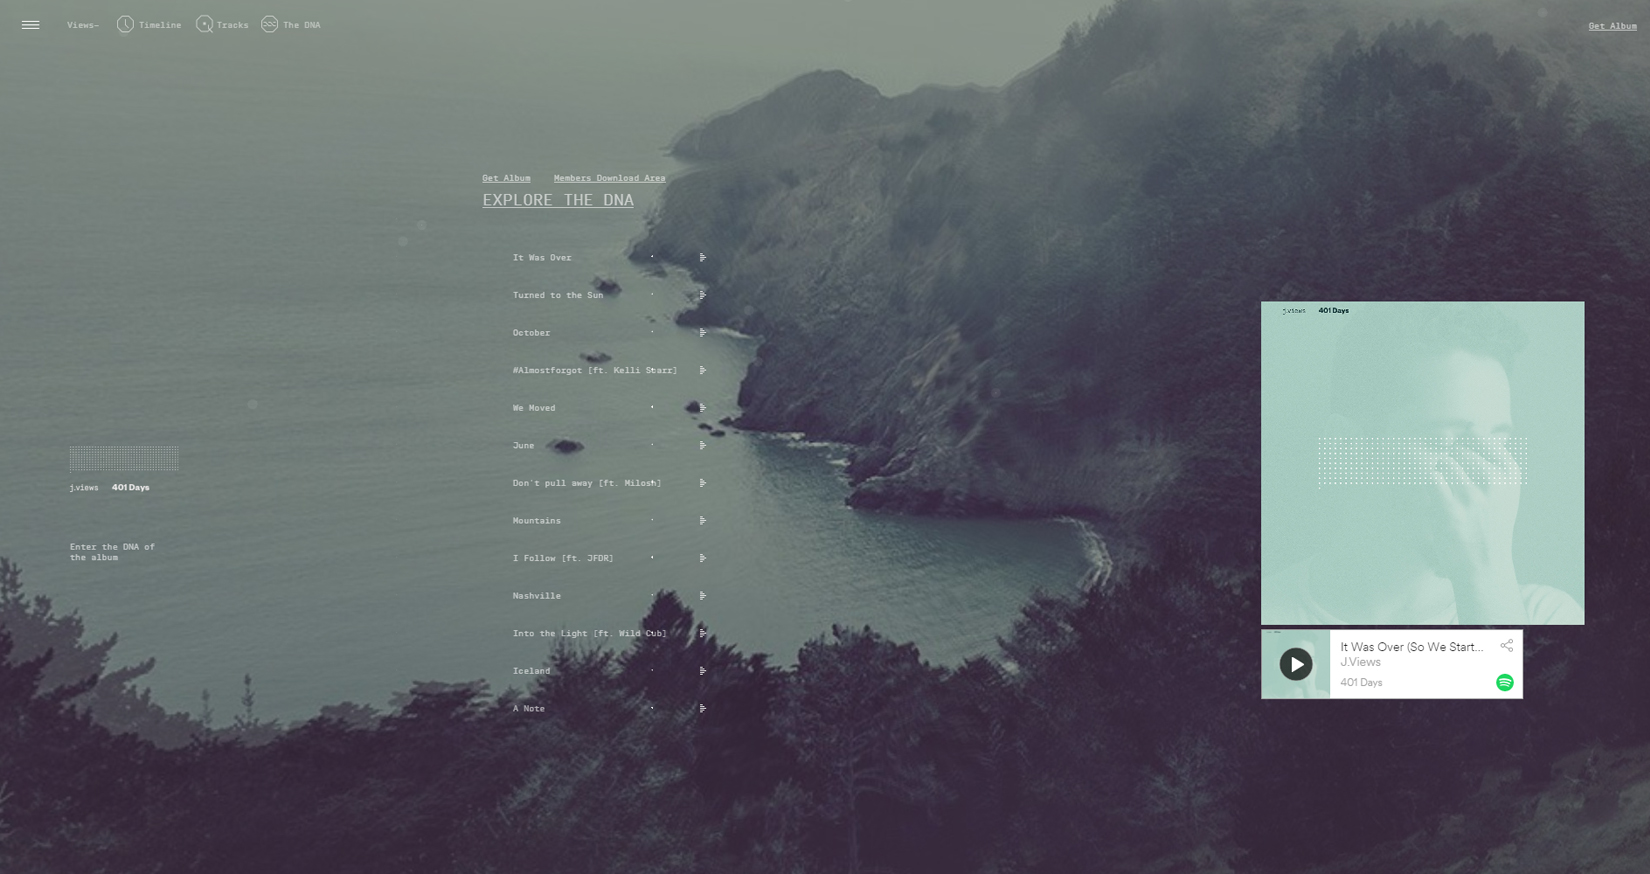 Views— Timeline Tracks The DNA
Get Album
Get Album Members Download Area
EXPLORE THE DNA
It Was Over
Turned to the Sun
October
#Almostforgot [ft. Kelli Scarr]
We Moved
June
Don't pull away [ft. Milosh]
Mountains
I Follow [ft. JFDR]
Nashville
Into the Light [ft. Wild Cub]
Iceland
A Note
j.views 401 Days
Enter the DNA of
the album
j.views 401 Days
It Was Over (So We Start...
J.Views
401 Days